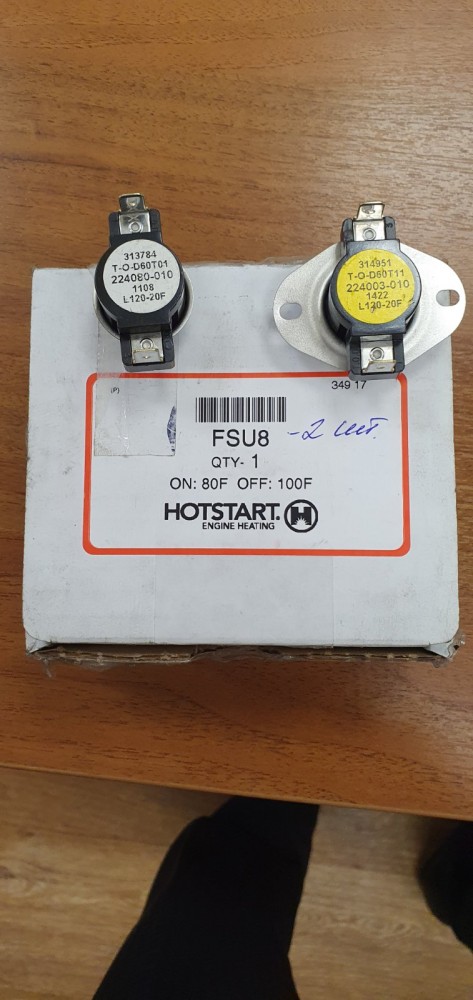 313784
T-O-D60T01
224080-010
1108
L120-20F
314951
T-O-D60T11
224003-010
1422
L120-20F
(P)
349 17
FSU8 -2 шт.
QTY- 1
ON: 80F OFF: 100F
HOTSTART.
ENGINE HEATING